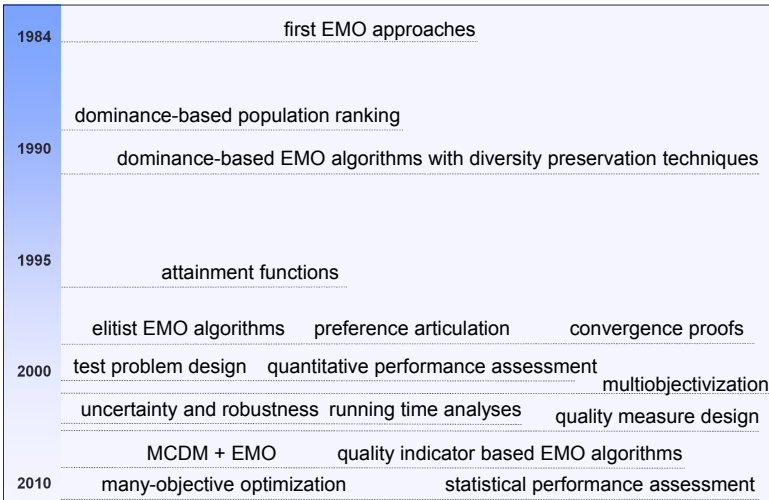 first EMO approaches
1984
dominance-based population ranking
1990
dominance-based EMO algorithms with diversity preservation techniques
1995
attainment functions
elitist EMO algorithms preference articulation convergence proofs
test problem design quantitative performance assessment
2000
multiobjectivization
uncertainty and robustness running time analyses quality measure design
MCDM + EMO quality indicator based EMO algorithms
2010
many-objective optimization statistical performance assessment